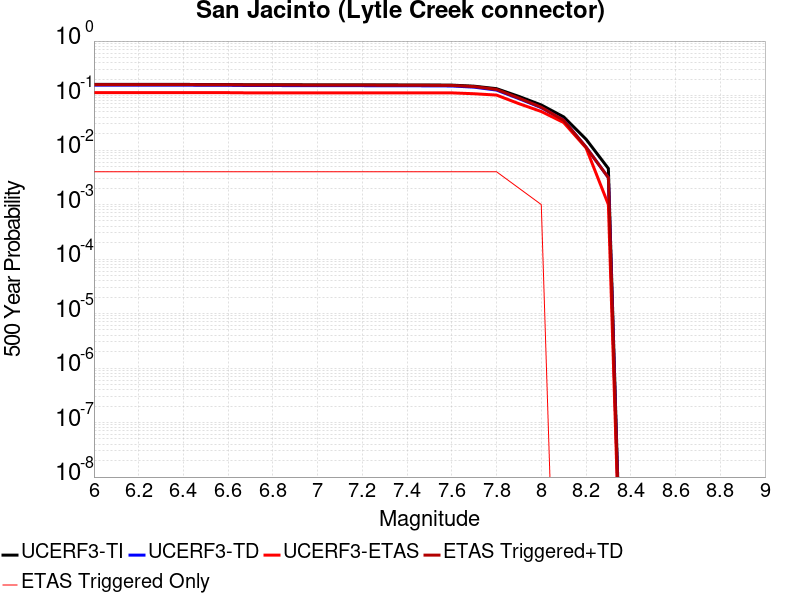 San Jacinto (Lytle Creek connector)
10^0
10^-1
10^-2
10^-3
10^-4
10^-5
10^-6
10^-7
10^-8
500 Year Probability
6 6.2 6.4 6.6 6.8 7 7.2 7.4 7.6 7.8 8 8.2 8.4 8.6 8.8 9
Magnitude
UCERF3-TI UCERF3-TD UCERF3-ETAS ETAS Triggered+TD
ETAS Triggered Only